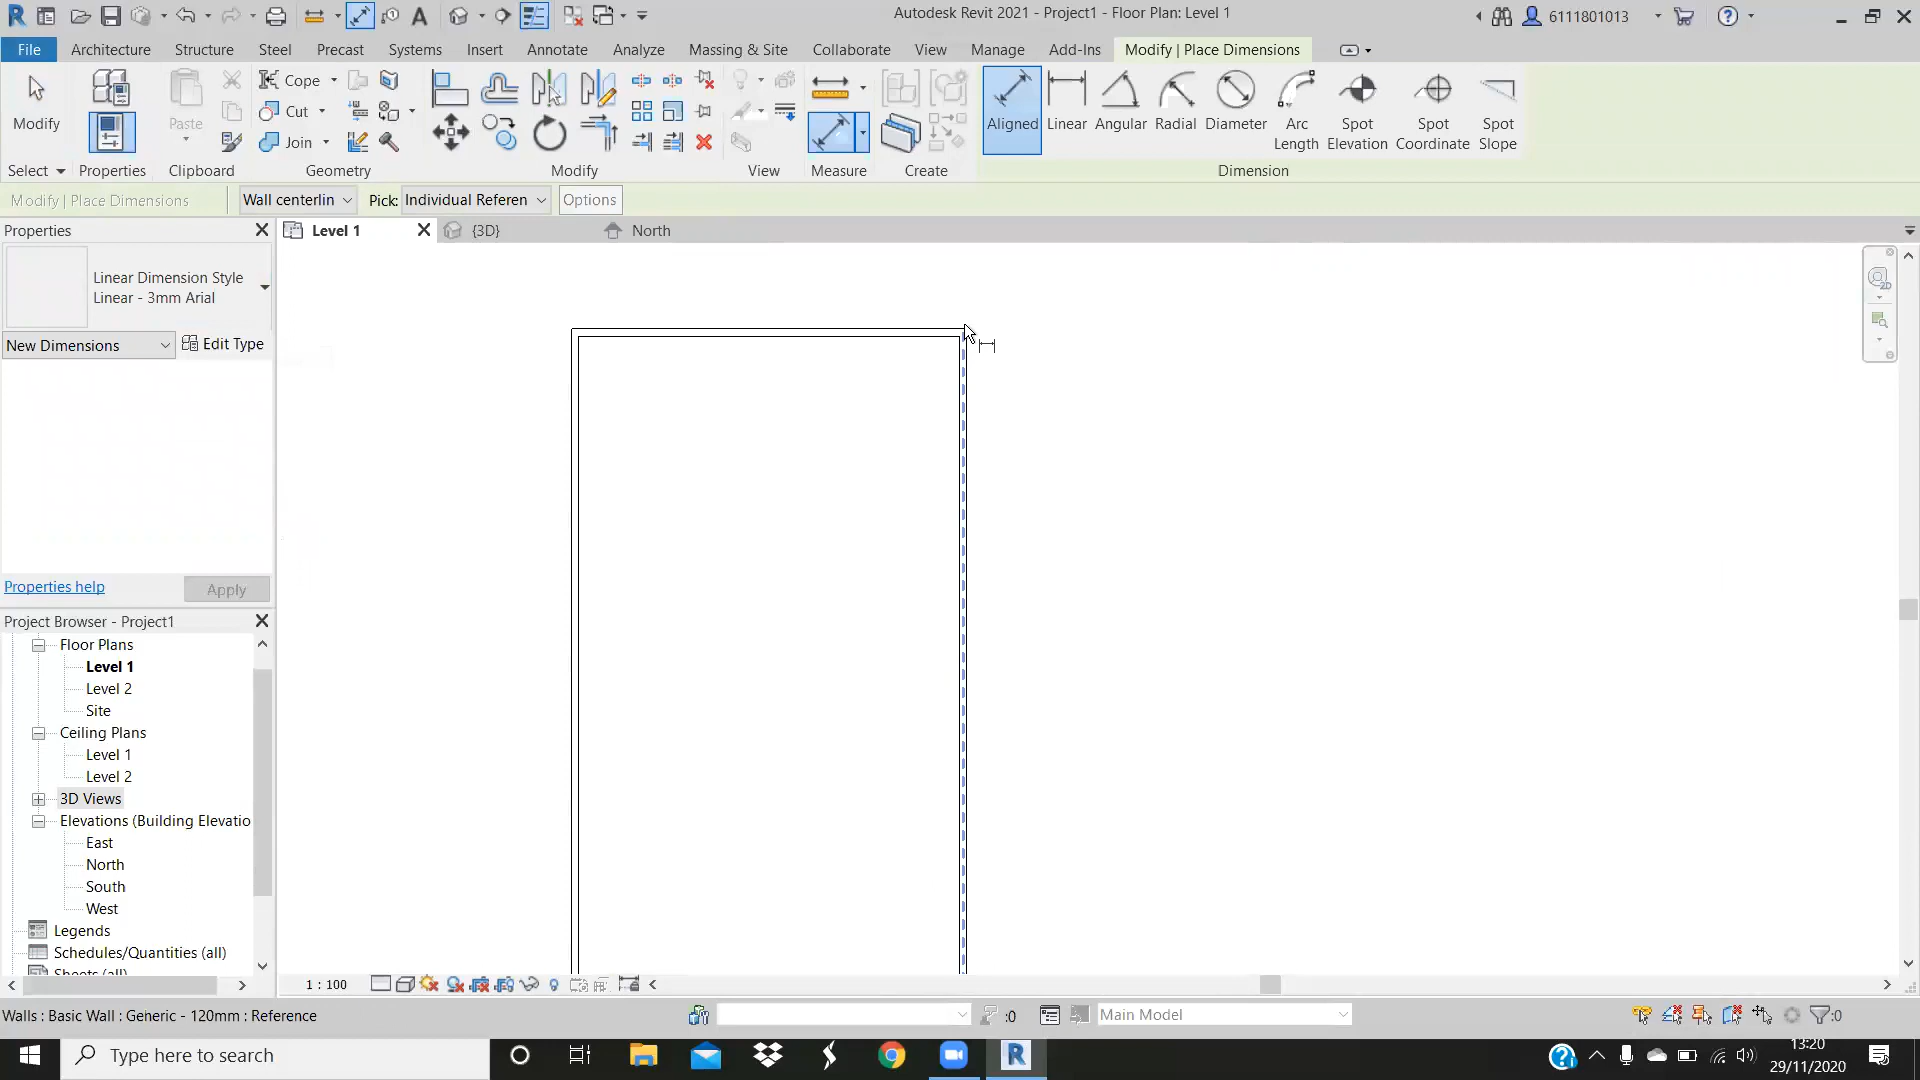 Autodesk Revit 2021 - Project1 - Floor Plan: Level 1
6111801013
File Architecture Structure Steel Precast Systems Insert Annotate Analyze Massing & Site Collaborate View Manage Add-Ins Modify | Place Dimensions
Modify
Paste
Cope
Cut
Join
Aligned Linear Angular Radial Diameter Arc Length Spot Elevation Spot Coordinate Spot Slope
Select Properties Clipboard Geometry Modify View Measure Create Dimension
Modify | Place Dimensions Wall centerlin Pick: Individual Referen Options
Properties
Level 1 {3D} North
Linear Dimension Style
Linear - 3mm Arial
New Dimensions Edit Type
Properties help Apply
Project Browser - Project1
Floor Plans
Level 1
Level 2
Site
Ceiling Plans
Level 1
Level 2
3D Views
Elevations (Building Elevatio
East
North
South
West
Legends
Schedules/Quantities (all)
Sheets (all)
1 : 100
Walls : Basic Wall : Generic - 120mm : Reference
:0 Main Model :0
Type here to search
13:20
29/11/2020